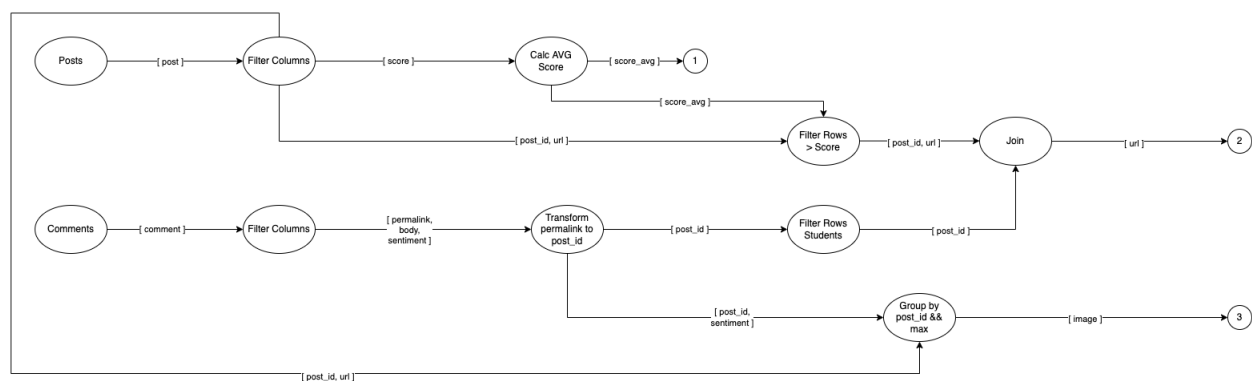 Posts
[ post ]
Filter Columns
[ score ]
Calc AVG
Score
[ score_avg ]
1
[ score_avg ]
[ post_id, url ]
Filter Rows
> Score
[ post_id, url ]
Join
[ url ]
2
Comments
[ comment ]
Filter Columns
[ permalink,
body,
sentiment ]
Transform
permalink to
post_id
[ post_id ]
Filter Rows
Students
[ post_id ]
[ post_id,
sentiment ]
Group by
post_id &&
max
[ image ]
3
[ post_id, url ]